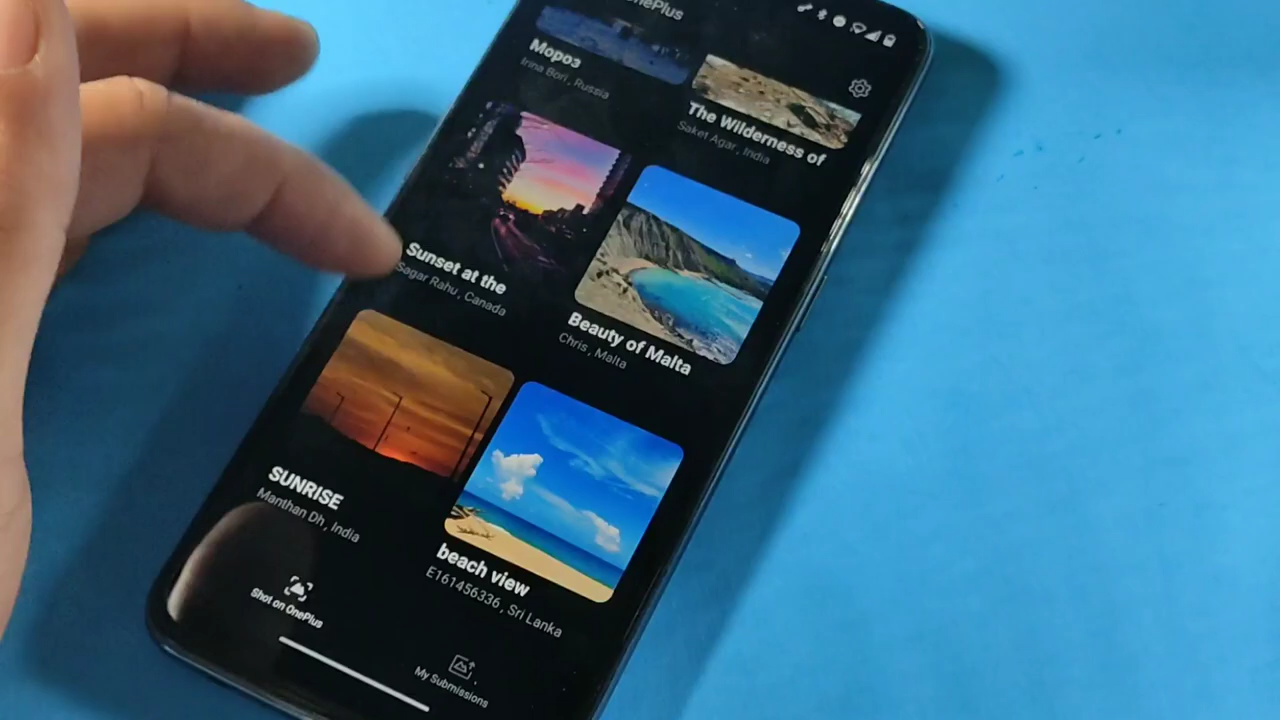 OnePlus
Мороз
Irina Bori , Russia
The Wilderness of
Saket Agar , India
Sunset at the
Sagar Rahu , Canada
Beauty of Malta
Chris , Malta
SUNRISE
Manthan Dh , India
beach view
E161456336 , Sri Lanka
Shot on OnePlus
My Submissions